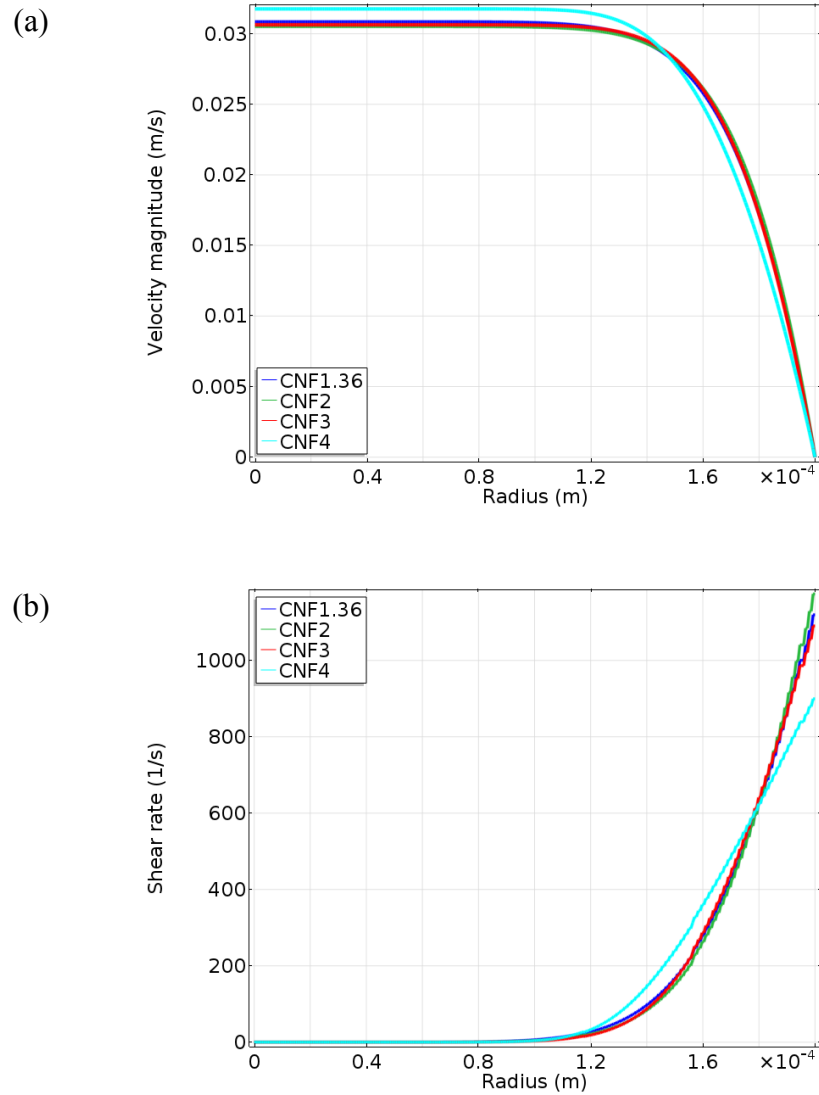 (a)
0.03
0.025
0.02
0.015
0.01
0.005
0
Velocity magnitude (m/s)
CNF1.36
CNF2
CNF3
CNF4
0 0.4 0.8 1.2 1.6 ×10⁻⁴
Radius (m)
(b)
1000
800
600
400
200
0
Shear rate (1/s)
CNF1.36
CNF2
CNF3
CNF4
0 0.4 0.8 1.2 1.6 ×10⁻⁴
Radius (m)